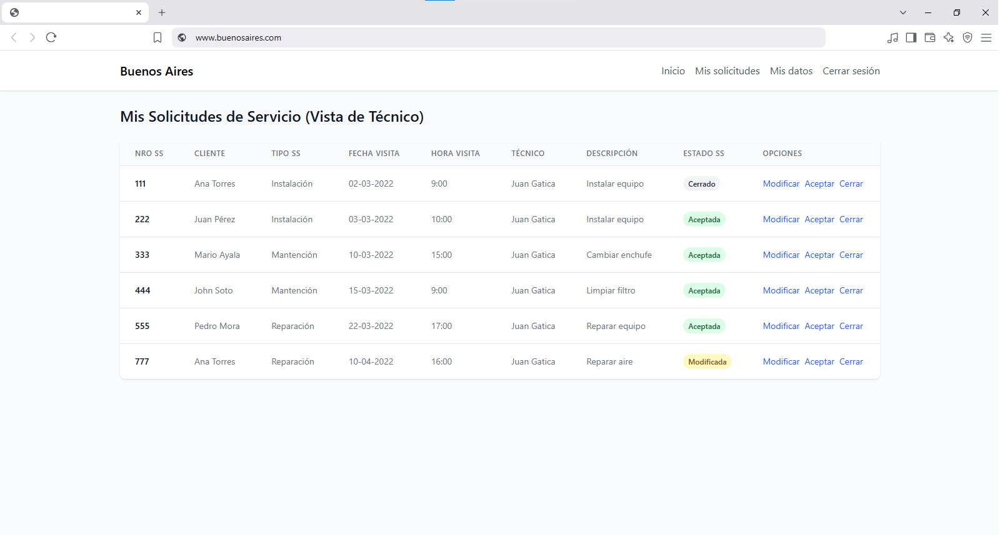 www.buenosaires.com
Buenos Aires
Inicio Mis solicitudes Mis datos Cerrar sesión
Mis Solicitudes de Servicio (Vista de Técnico)
NRO SS CLIENTE TIPO SS FECHA VISITA HORA VISITA TÉCNICO DESCRIPCIÓN ESTADO SS OPCIONES
111 Ana Torres Instalación 02-03-2022 9:00 Juan Gatica Instalar equipo Cerrado Modificar Aceptar Cerrar
222 Juan Pérez Instalación 03-03-2022 10:00 Juan Gatica Instalar equipo Aceptada Modificar Aceptar Cerrar
333 Mario Ayala Mantención 10-03-2022 15:00 Juan Gatica Cambiar enchufe Aceptada Modificar Aceptar Cerrar
444 John Soto Mantención 15-03-2022 9:00 Juan Gatica Limpiar filtro Aceptada Modificar Aceptar Cerrar
555 Pedro Mora Reparación 22-03-2022 17:00 Juan Gatica Reparar equipo Aceptada Modificar Aceptar Cerrar
777 Ana Torres Reparación 10-04-2022 16:00 Juan Gatica Reparar aire Modificada Modificar Aceptar Cerrar